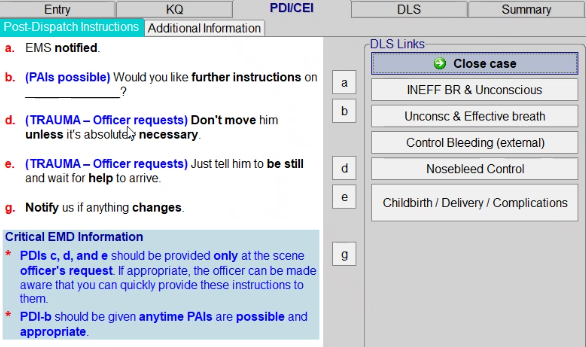 Entry KQ PDI/CEI DLS Summary
Post-Dispatch Instructions Additional Information
a. EMS notified.
b. (PAIs possible) Would you like further instructions on
____________?
d. (TRAUMA – Officer requests) Don't move him
unless it's absolutely necessary.
e. (TRAUMA – Officer requests) Just tell him to be still
and wait for help to arrive.
g. Notify us if anything changes.
Critical EMD Information
* PDIs c, d, and e should be provided only at the scene
officer's request. If appropriate, the officer can be made
aware that you can quickly provide these instructions to
them.
* PDI-b should be given anytime PAIs are possible and
appropriate.
a
b
d
e
g
DLS Links
Close case
INEFF BR & Unconscious
Unconsc & Effective breath
Control Bleeding (external)
Nosebleed Control
Childbirth / Delivery / Complications